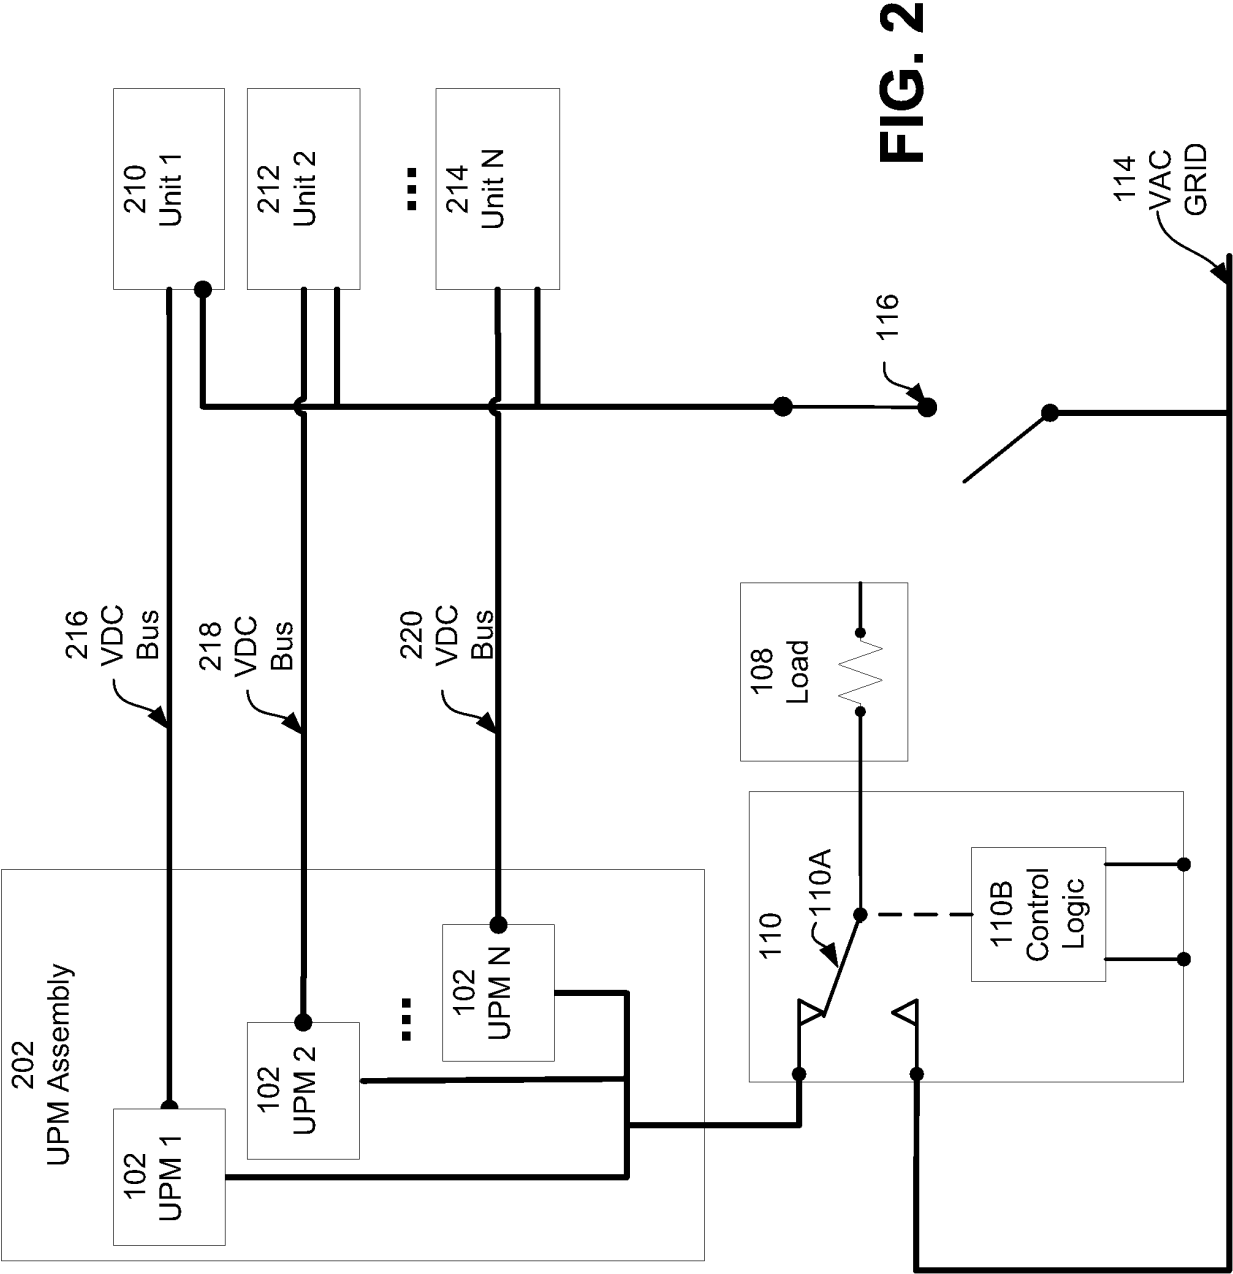 202
UPM Assembly
102
UPM 1
102
UPM 2
...
102
UPM N
216
VDC
Bus
218
VDC
Bus
220
VDC
Bus
210
Unit 1
212
Unit 2
...
214
Unit N
110
110A
110B
Control
Logic
108
Load
116
114
VAC
GRID
FIG. 2